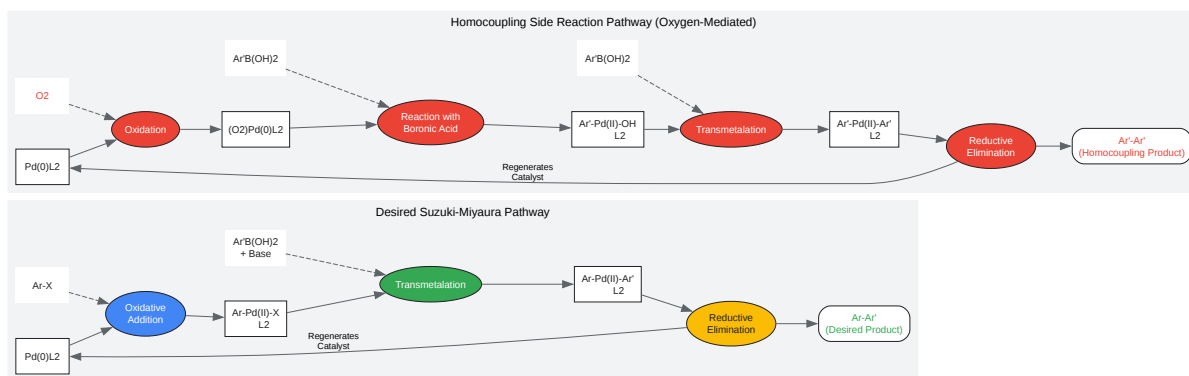 Homocoupling Side Reaction Pathway (Oxygen-Mediated)
Ar'B(OH)2
Ar'B(OH)2
O2
Oxidation
(O2)Pd(0)L2
Reaction with
Boronic Acid
Ar'-Pd(II)-OH
L2
Transmetalation
Ar'-Pd(II)-Ar'
L2
Reductive
Elimination
Ar'-Ar'
(Homocoupling Product)
Pd(0)L2
Regenerates
Catalyst
Desired Suzuki-Miyaura Pathway
Ar'B(OH)2
+ Base
Ar-X
Transmetalation
Ar-Pd(II)-Ar'
L2
Oxidative
Addition
Ar-Pd(II)-X
L2
Reductive
Elimination
Ar-Ar'
(Desired Product)
Pd(0)L2
Regenerates
Catalyst